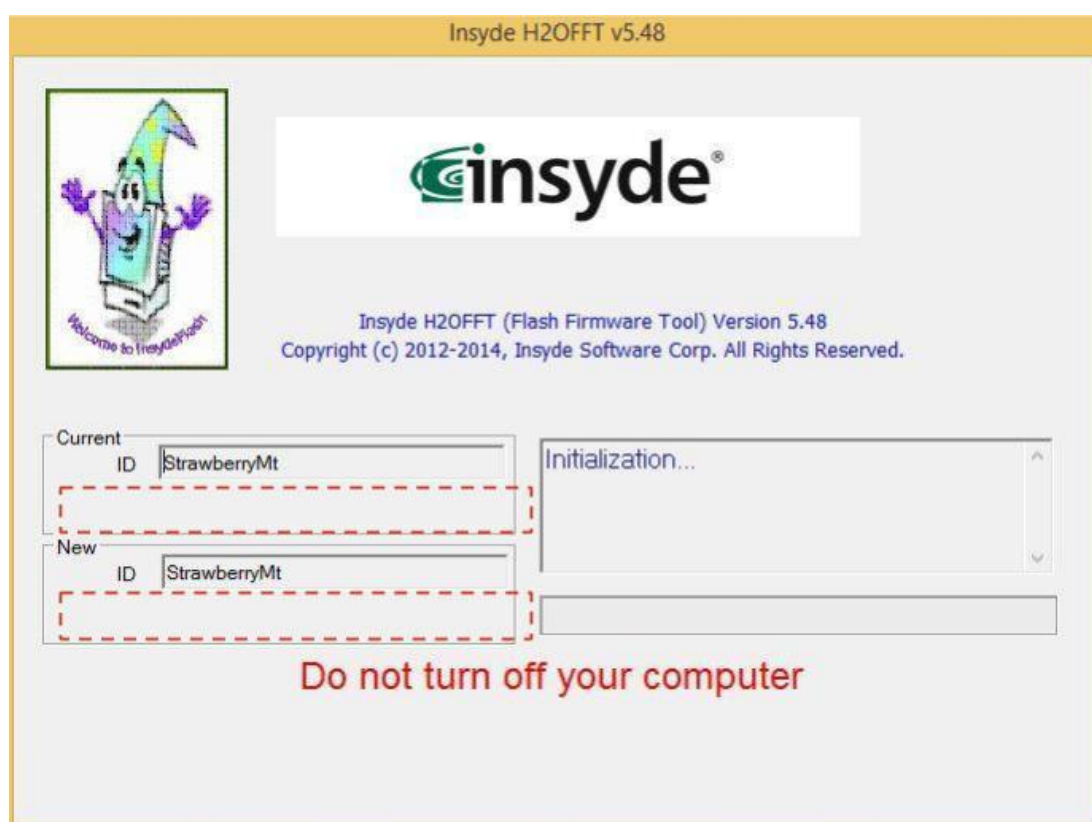 Insyde H2OFFT v5.48
insyde®
Welcome to InsydeFlash
Insyde H2OFFT (Flash Firmware Tool) Version 5.48
Copyright (c) 2012-2014, Insyde Software Corp. All Rights Reserved.
Current
ID StrawberryMt
Initialization...
New
ID StrawberryMt
Do not turn off your computer